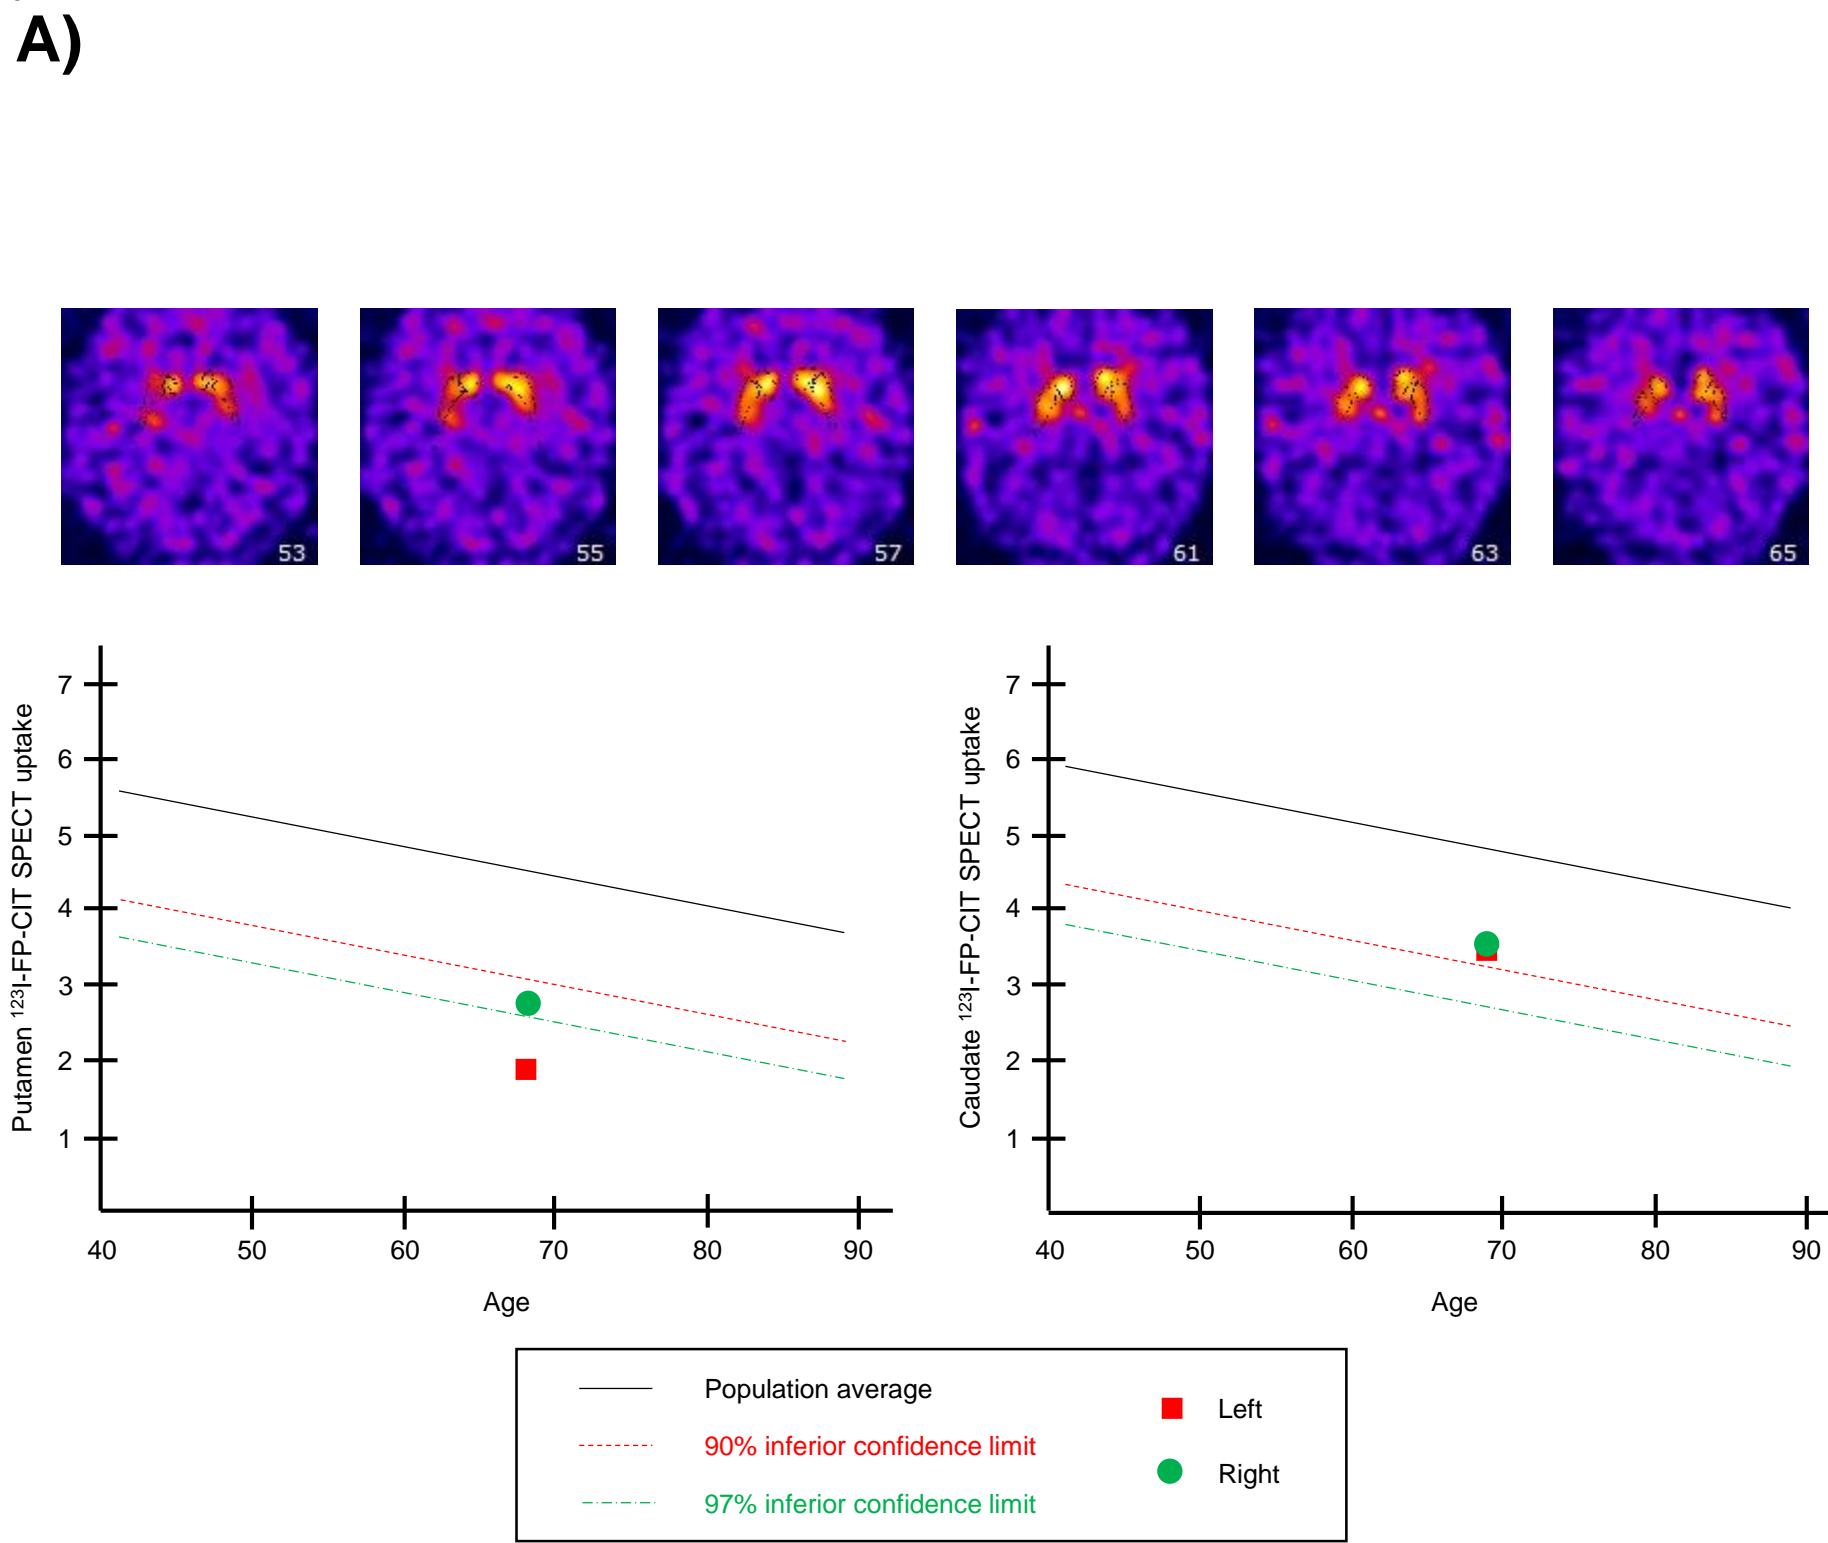 A)
53
55
57
61
63
65
Putamen ¹²³I-FP-CIT SPECT uptake
7
6
5
4
3
2
1
40 50 60 70 80 90
Age
Caudate ¹²³I-FP-CIT SPECT uptake
7
6
5
4
3
2
1
40 50 60 70 80 90
Age
Population average
90% inferior confidence limit
97% inferior confidence limit
Left
Right